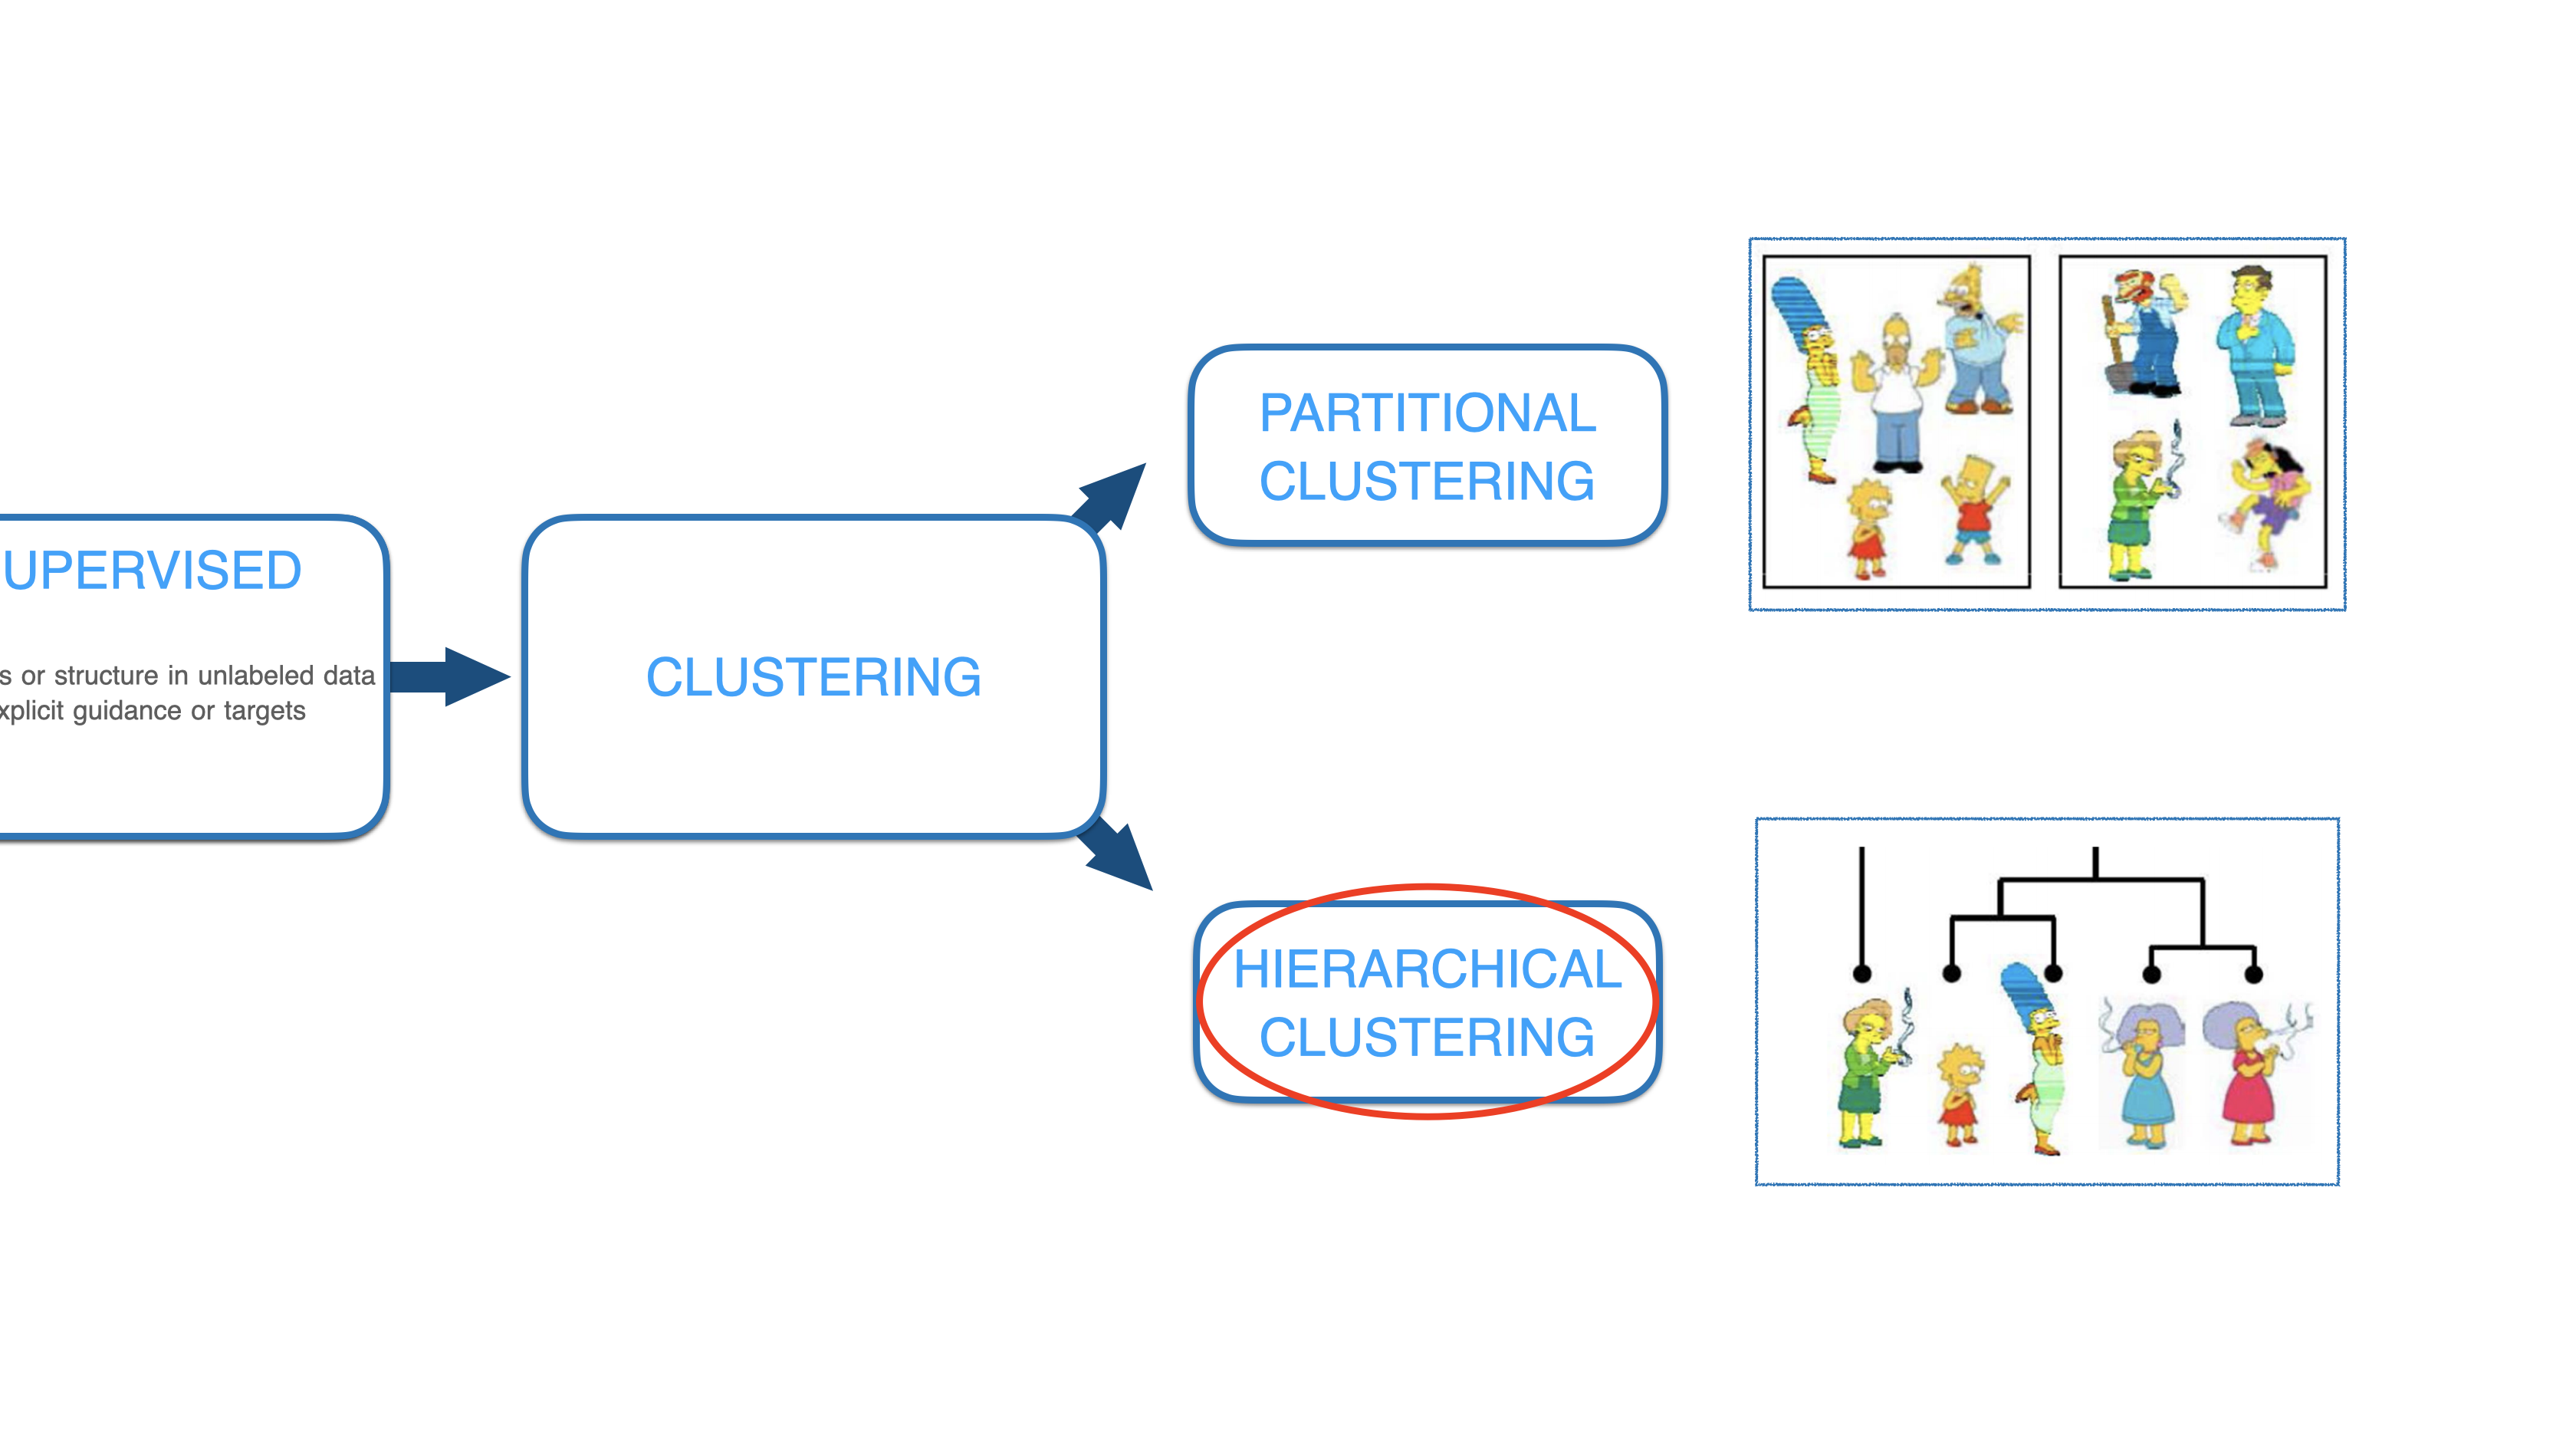 UPERVISED
s or structure in unlabeled data
xplicit guidance or targets
CLUSTERING
PARTITIONAL
CLUSTERING
HIERARCHICAL
CLUSTERING